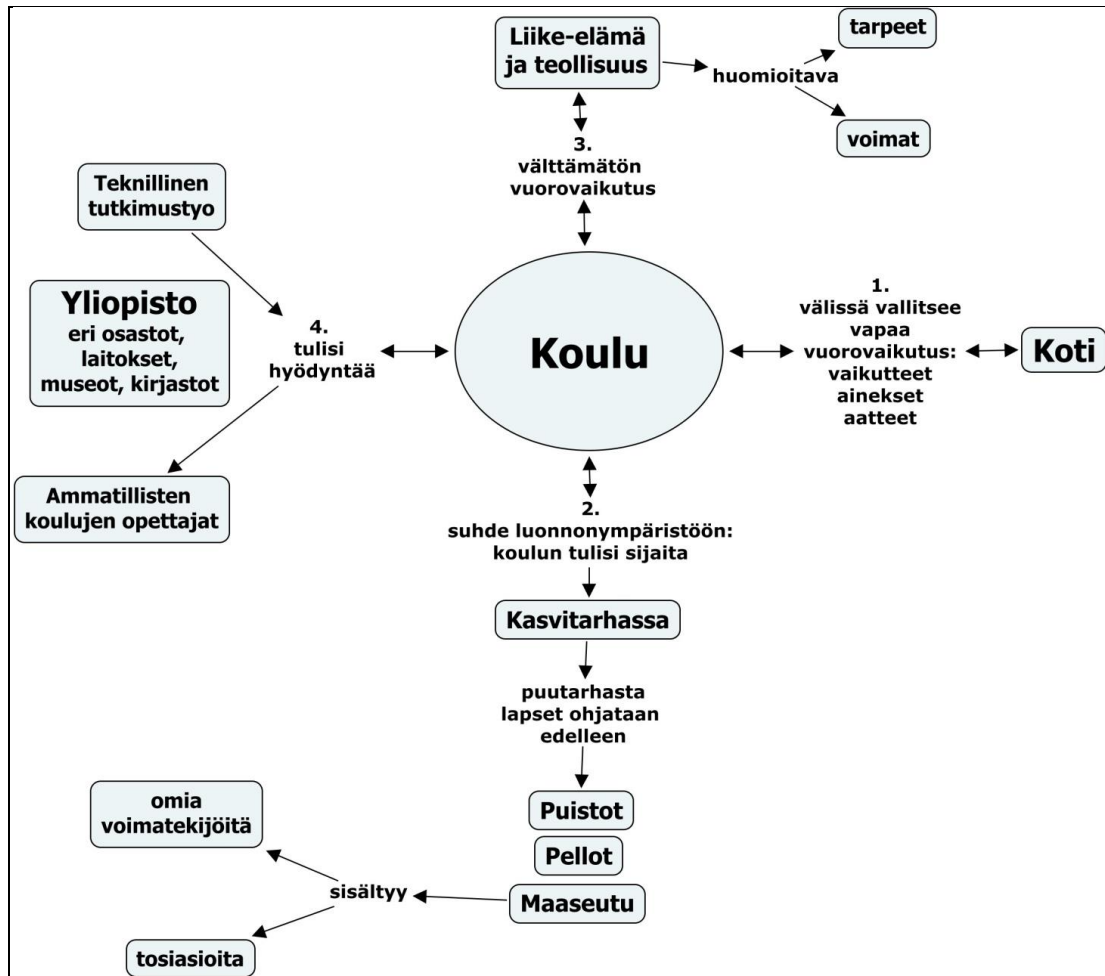 Liike-elämä
ja teollisuus
huomioitava
tarpeet
voimat
3.
välttämätön
vuorovaikutus
Teknillinen
tutkimustyo
Yliopisto
eri osastot,
laitokset,
museot, kirjastot
4.
tulisi
hyödyntää
Ammatillisten
koulujen opettajat
Koulu
1.
välissä vallitsee
vapaa
vuorovaikutus:
vaikutteet
ainekset
aatteet
Koti
2.
suhde luonnonympäristöön:
koulun tulisi sijaita
Kasvitarhassa
puutarhasta
lapset ohjataan
edelleen
Puistot
Pellot
Maaseutu
sisältyy
omia
voimatekijöitä
tosiasioita